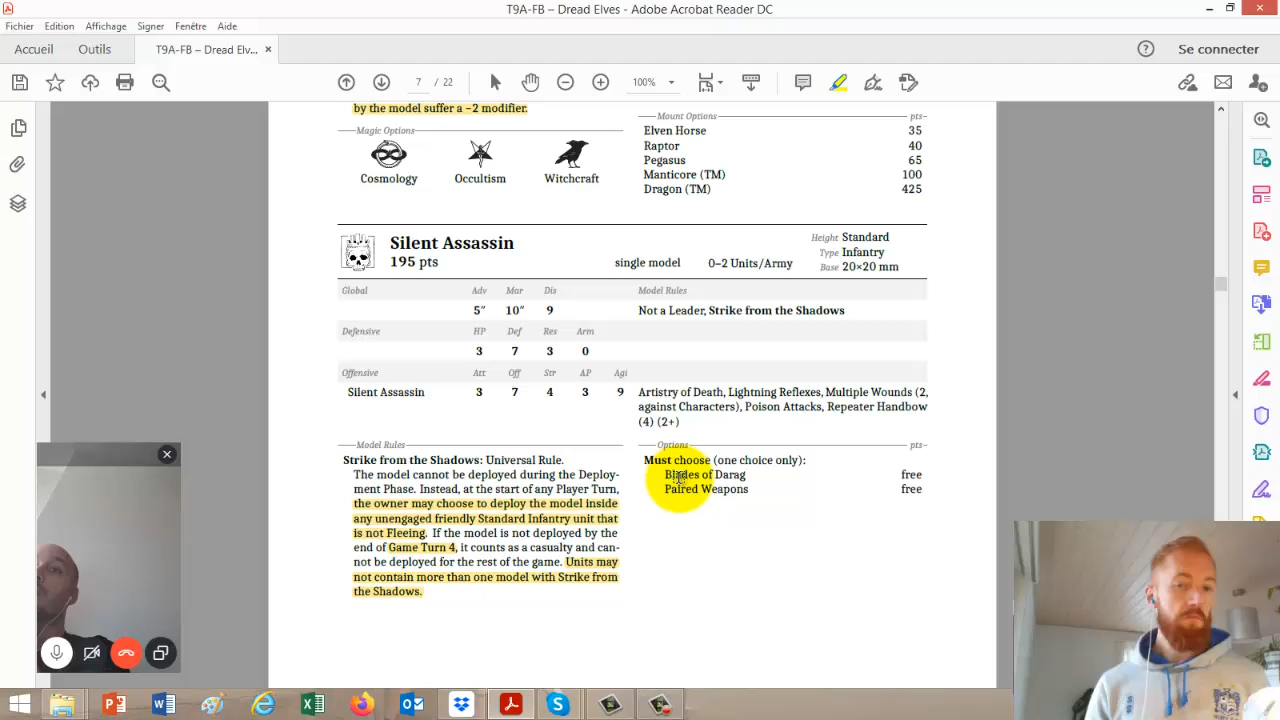 T9A-FB – Dread Elves - Adobe Acrobat Reader DC
Fichier Edition Affichage Signer Fenêtre Aide
Accueil Outils T9A-FB – Dread Elv... × Se connecter
7 / 22 100%
by the model suffer a −2 modifier.
Magic Options
Cosmology Occultism Witchcraft
Mount Options pts
Elven Horse 35
Raptor 40
Pegasus 65
Manticore (TM) 100
Dragon (TM) 425
Silent Assassin
195 pts
single model 0–2 Units/Army
Height Standard
Type Infantry
Base 20×20 mm
Global Adv Mar Dis Model Rules
5″ 10″ 9 Not a Leader, Strike from the Shadows
Defensive HP Def Res Arm
3 7 3 0
Offensive Att Off Str AP Agi
Silent Assassin 3 7 4 3 9 Artistry of Death, Lightning Reflexes, Multiple Wounds (2,
against Characters), Poison Attacks, Repeater Handbow
(4) (2+)
Model Rules
Strike from the Shadows: Universal Rule.
The model cannot be deployed during the Deploy-
ment Phase. Instead, at the start of any Player Turn,
the owner may choose to deploy the model inside
any unengaged friendly Standard Infantry unit that
is not Fleeing. If the model is not deployed by the
end of Game Turn 4, it counts as a casualty and can-
not be deployed for the rest of the game. Units may
not contain more than one model with Strike from
the Shadows.
Options pts
Must choose (one choice only):
Blades of Darag free
Paired Weapons free